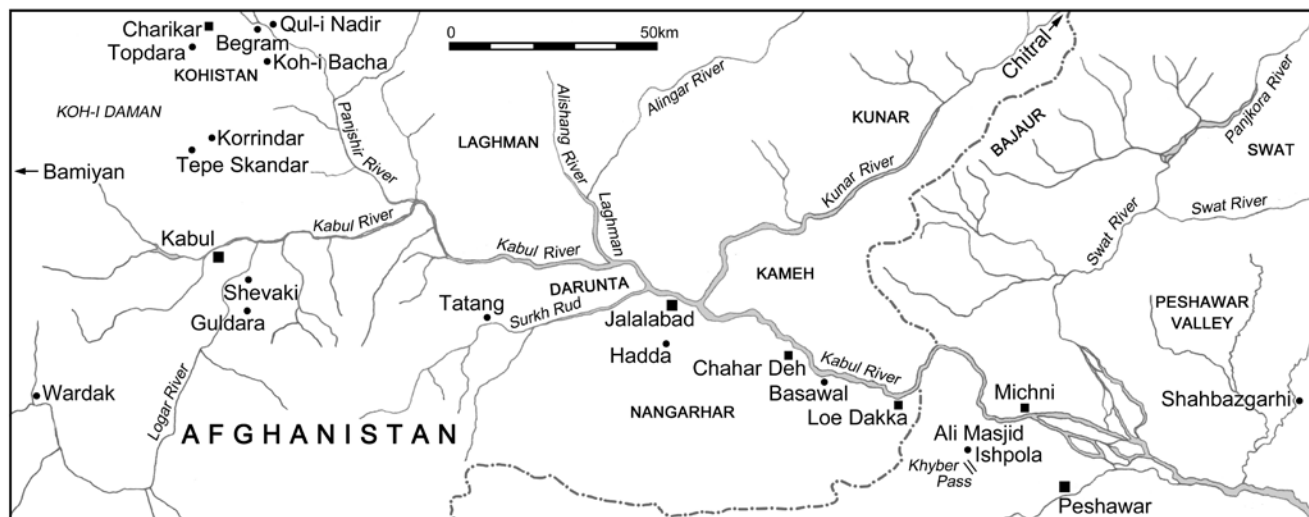 Charikar
Qul-i Nadir
Topdara
Begram
Koh-i Bacha
KOHISTAN
0
50km
Chitral
KOH-I DAMAN
Korrindar
Tepe Skandar
Bamiyan
Panjshir River
LAGHMAN
Alishang River
Alingar River
Laghman
KUNAR
BAJAUR
Kunar River
Panjkora River
SWAT
Swat River
Swat River
Kabul
Kabul River
Kabul River
DARUNTA
KAMEH
Shevaki
Guldara
Tatang
Surkh Rud
Jalalabad
Hadda
PESHAWAR
VALLEY
Chahar Deh
Kabul River
Basawal
Loe Dakka
Michni
Shahbazgarhi
Wardak
Logar River
AFGHANISTAN
NANGARHAR
Ali Masjid
Ishpola
Khyber
Pass
Peshawar